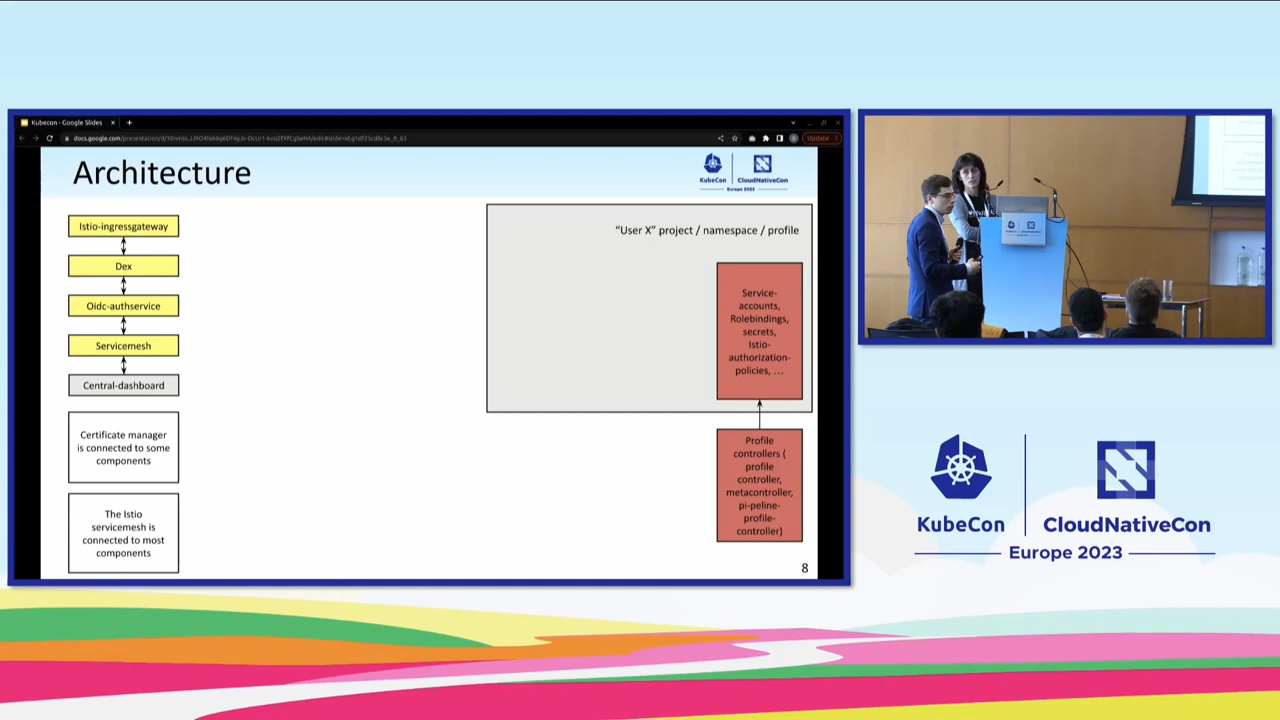 Kubecon - Google Slides
Update
Architecture
KubeCon
CloudNativeCon
Europe 2023
Istio-ingressgateway
Dex
Oidc-authservice
Servicemesh
Central-dashboard
Certificate manager
is connected to some
components
The Istio
servicemesh is
connected to most
components
"User X" project / namespace / profile
Service-
accounts,
Rolebindings,
secrets,
Istio-
authorization-
policies, ...
Profile
controllers (
profile
controller,
metacontroller,
pi-peline-
profile-
controller)
8
KubeCon
CloudNativeCon
Europe 2023